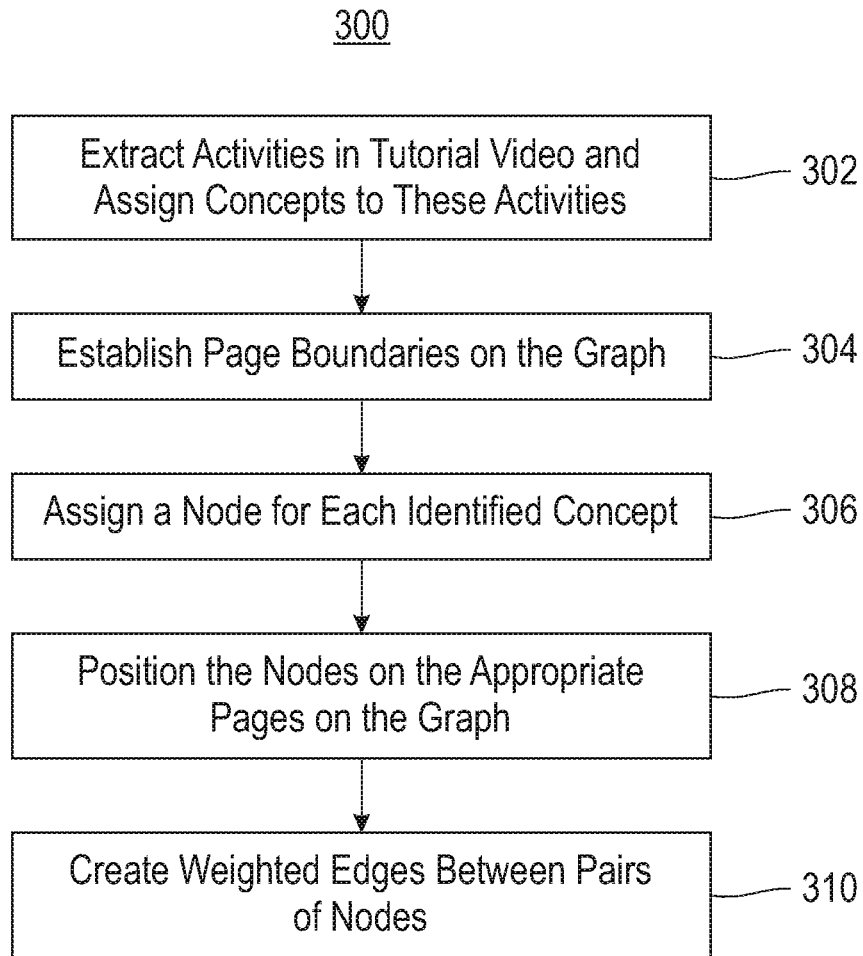 300
Extract Activities in Tutorial Video and
Assign Concepts to These Activities
302
Establish Page Boundaries on the Graph
304
Assign a Node for Each Identified Concept
306
Position the Nodes on the Appropriate
Pages on the Graph
308
Create Weighted Edges Between Pairs
of Nodes
310